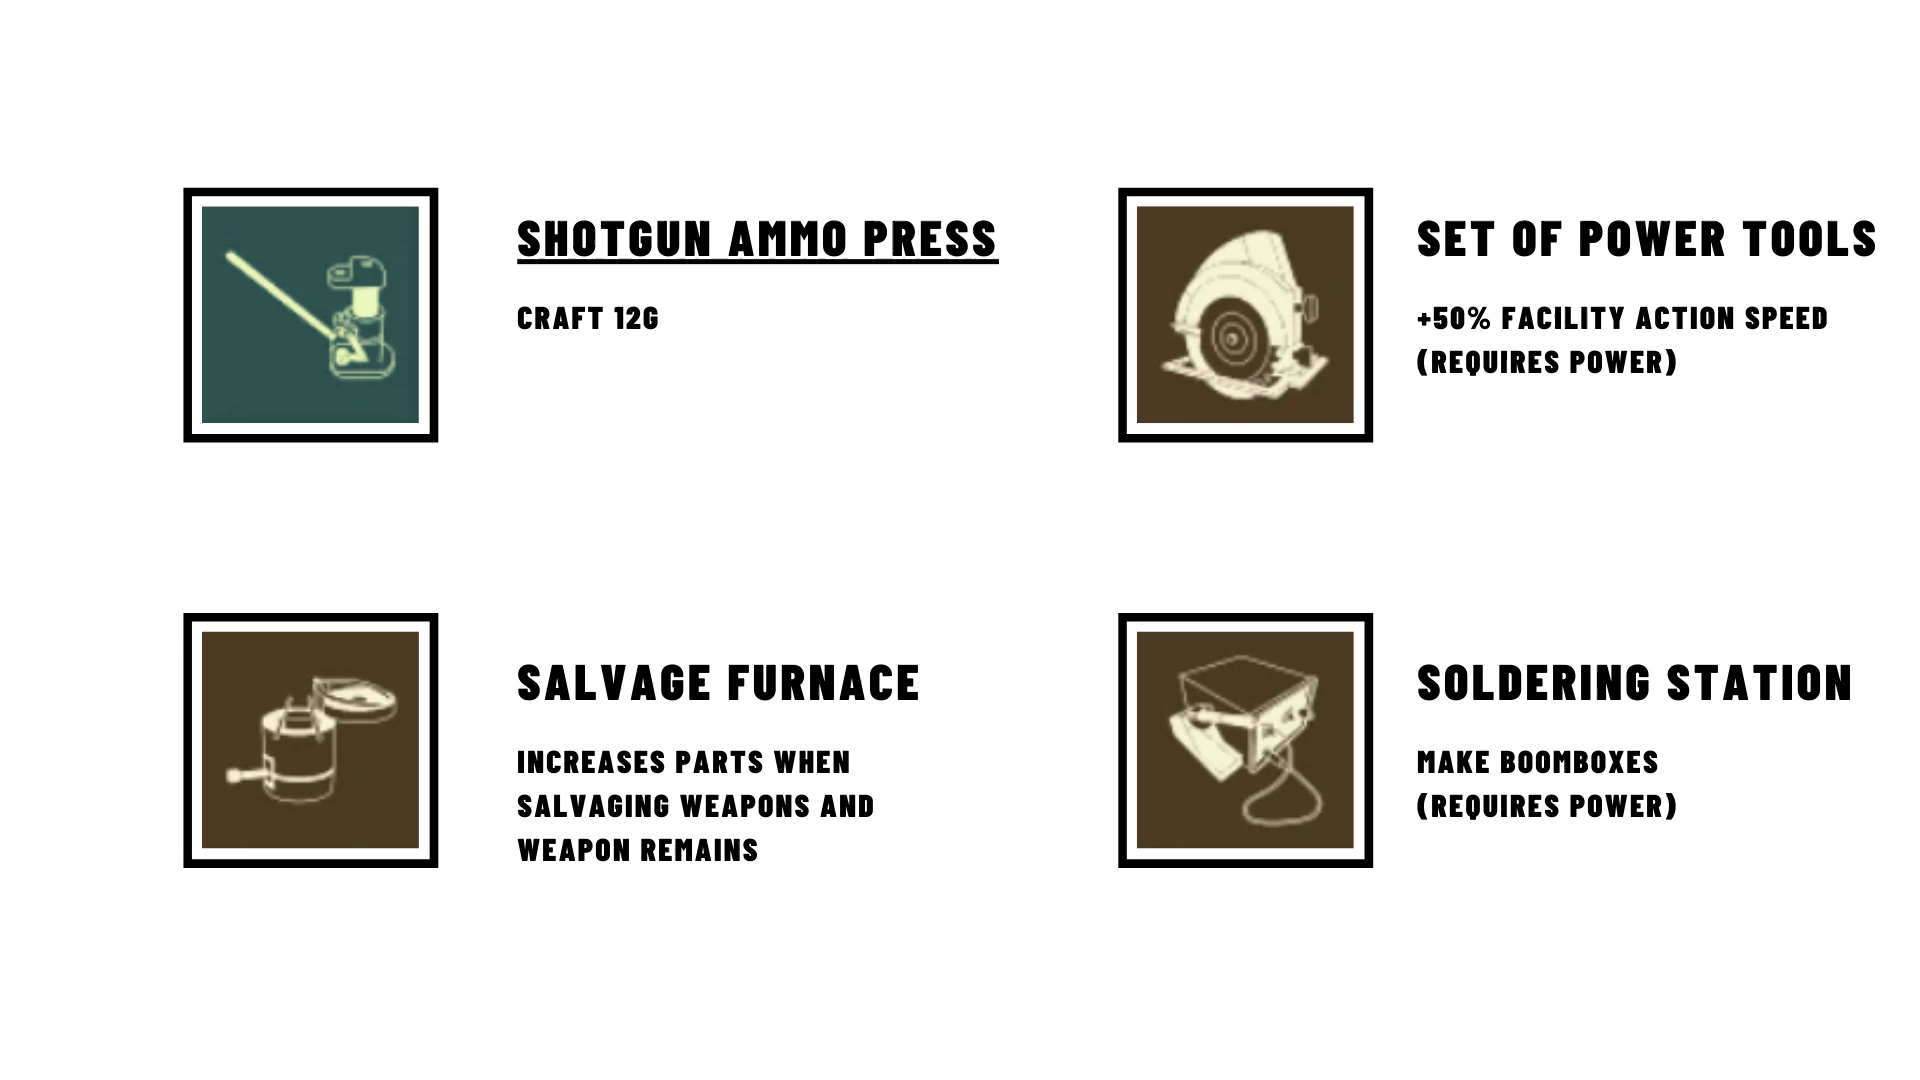 SHOTGUN AMMO PRESS
CRAFT 12G
SET OF POWER TOOLS
+50% FACILITY ACTION SPEED
(REQUIRES POWER)
SALVAGE FURNACE
INCREASES PARTS WHEN
SALVAGING WEAPONS AND
WEAPON REMAINS
SOLDERING STATION
MAKE BOOMBOXES
(REQUIRES POWER)